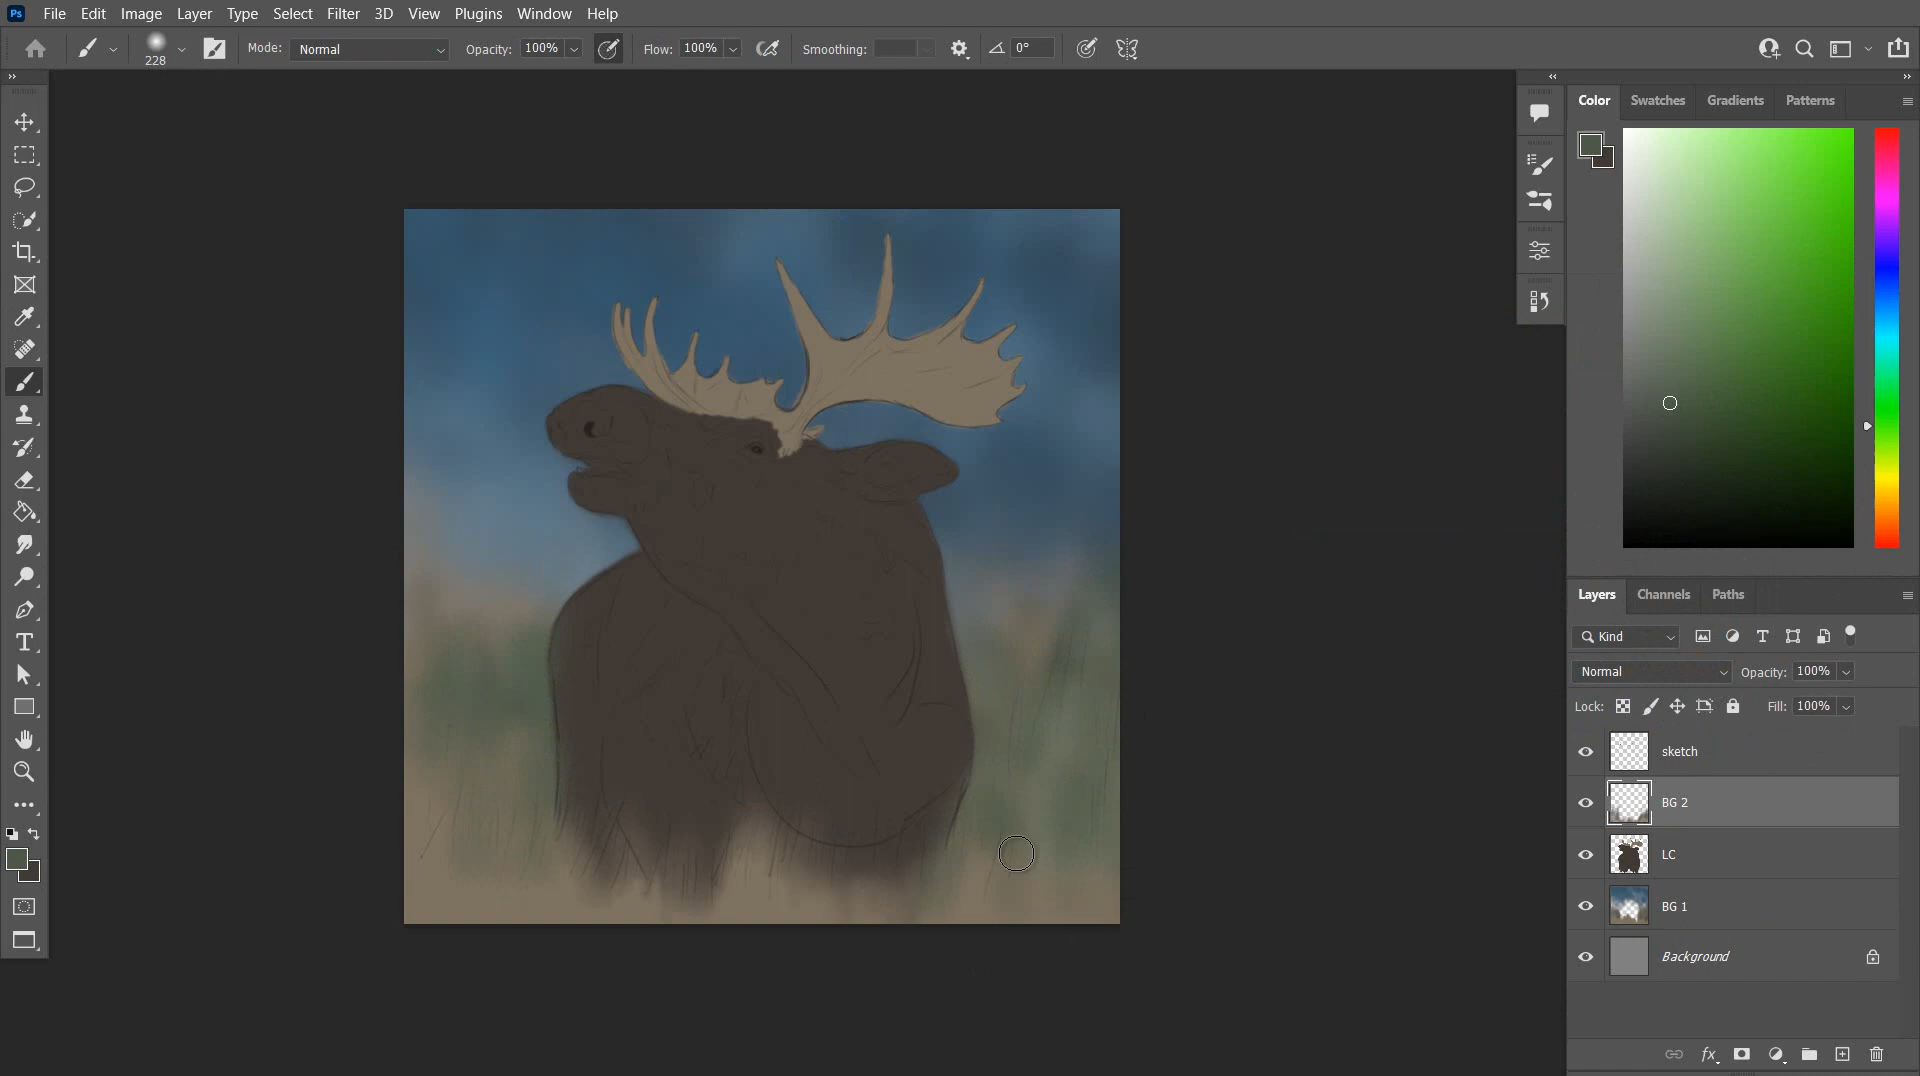 Ps File Edit Image Layer Type Select Filter 3D View Plugins Window Help
228 Mode: Normal Opacity: 100% Flow: 100% Smoothing: 0°
Color Swatches Gradients Patterns
Layers Channels Paths
Kind T
Normal Opacity: 100%
Lock: Fill: 100%
sketch
BG 2
LC
BG 1
Background
fx